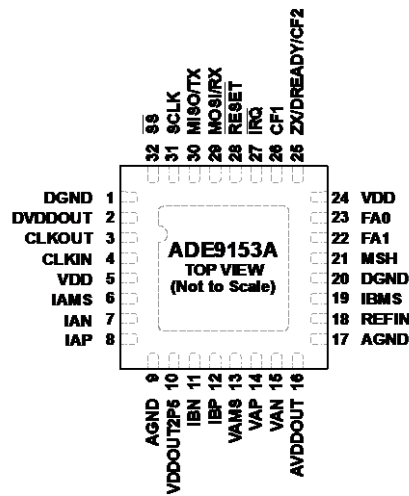 SS
32
SCLK
31
MISO/TX
30
MOSI/RX
29
RESET
28
IRQ
27
CF1
26
ZX/DREADY/CF2
25
DGND 1
DVDDOUT 2
CLKOUT 3
CLKIN 4
VDD 5
IAMS 6
IAN 7
IAP 8
ADE9153A
TOP VIEW
(Not to Scale)
24 VDD
23 FA0
22 FA1
21 MSH
20 DGND
19 IBMS
18 REFIN
17 AGND
AGND 9
VDDOUT2P5 10
IBN 11
IBP 12
VAMS 13
VAP 14
VAN 15
AVDDOUT 16